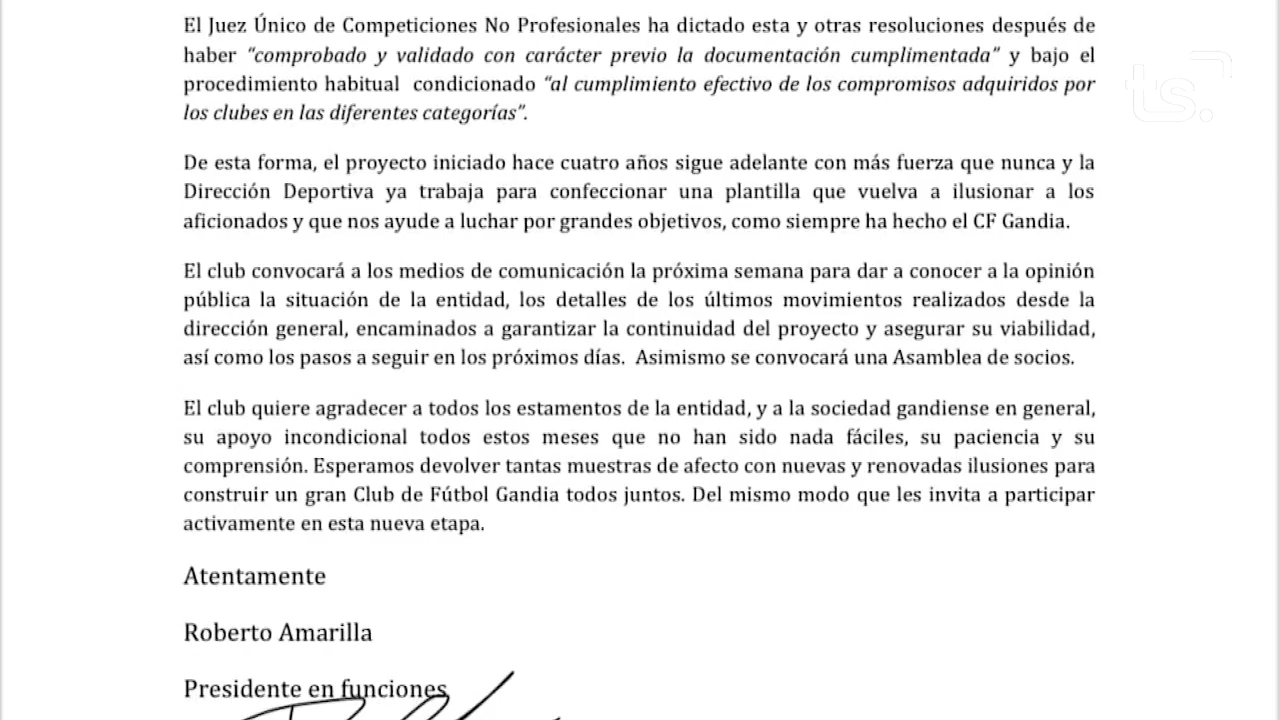 El Juez Único de Competiciones No Profesionales ha dictado esta y otras resoluciones después de
haber “comprobado y validado con carácter previo la documentación cumplimentada” y bajo el
procedimiento habitual condicionado “al cumplimiento efectivo de los compromisos adquiridos por
los clubes en las diferentes categorías”.
De esta forma, el proyecto iniciado hace cuatro años sigue adelante con más fuerza que nunca y la
Dirección Deportiva ya trabaja para confeccionar una plantilla que vuelva a ilusionar a los
aficionados y que nos ayude a luchar por grandes objetivos, como siempre ha hecho el CF Gandia.
El club convocará a los medios de comunicación la próxima semana para dar a conocer a la opinión
pública la situación de la entidad, los detalles de los últimos movimientos realizados desde la
dirección general, encaminados a garantizar la continuidad del proyecto y asegurar su viabilidad,
así como los pasos a seguir en los próximos días. Asimismo se convocará una Asamblea de socios.
El club quiere agradecer a todos los estamentos de la entidad, y a la sociedad gandiense en general,
su apoyo incondicional todos estos meses que no han sido nada fáciles, su paciencia y su
comprensión. Esperamos devolver tantas muestras de afecto con nuevas y renovadas ilusiones para
construir un gran Club de Fútbol Gandia todos juntos. Del mismo modo que les invita a participar
activamente en esta nueva etapa.
Atentamente
Roberto Amarilla
Presidente en funciones
ts.